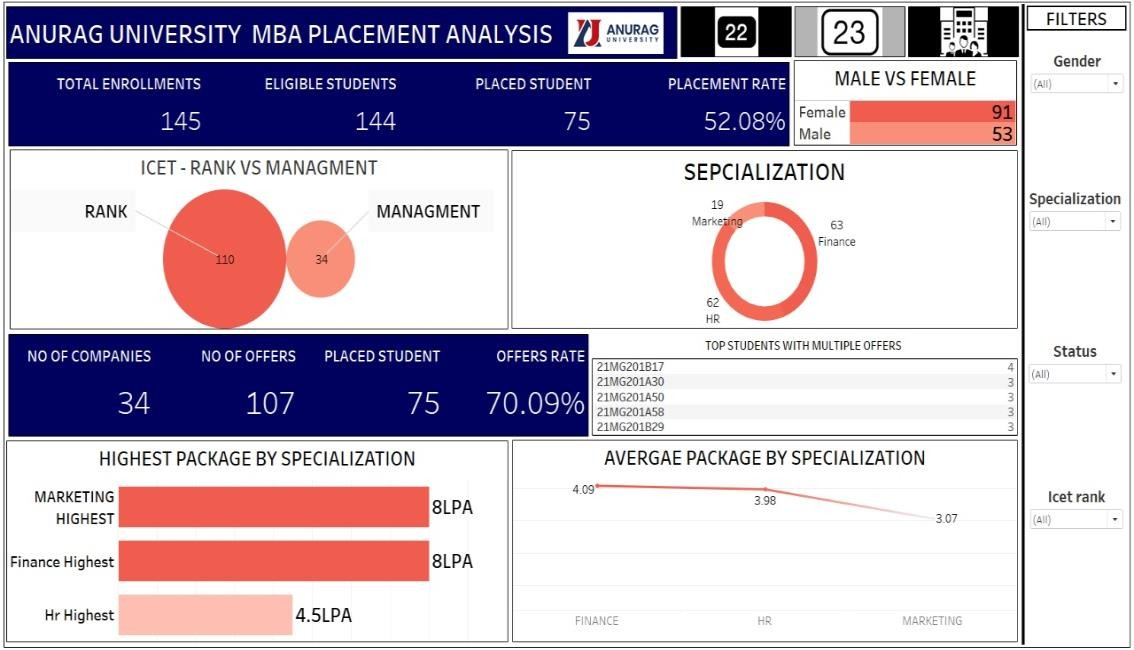 ANURAG UNIVERSITY MBA PLACEMENT ANALYSIS
ANURAG
UNIVERSITY
22
23
FILTERS
TOTAL ENROLLMENTS
145
ELIGIBLE STUDENTS
144
PLACED STUDENT
75
PLACEMENT RATE
52.08%
MALE VS FEMALE
Female 91
Male 53
Gender
(All)
ICET - RANK VS MANAGMENT
RANK
MANAGMENT
110
34
SEPCIALIZATION
19
Marketing
63
Finance
62
HR
Specialization
(All)
NO OF COMPANIES
34
NO OF OFFERS
107
PLACED STUDENT
75
OFFERS RATE
70.09%
TOP STUDENTS WITH MULTIPLE OFFERS
21MG201B17 4
21MG201A30 3
21MG201A50 3
21MG201A58 3
21MG201B29 3
Status
(All)
HIGHEST PACKAGE BY SPECIALIZATION
MARKETING
HIGHEST
8LPA
Finance Highest 8LPA
Hr Highest 4.5LPA
AVERGAE PACKAGE BY SPECIALIZATION
4.09
3.98
3.07
FINANCE HR MARKETING
Icet rank
(All)